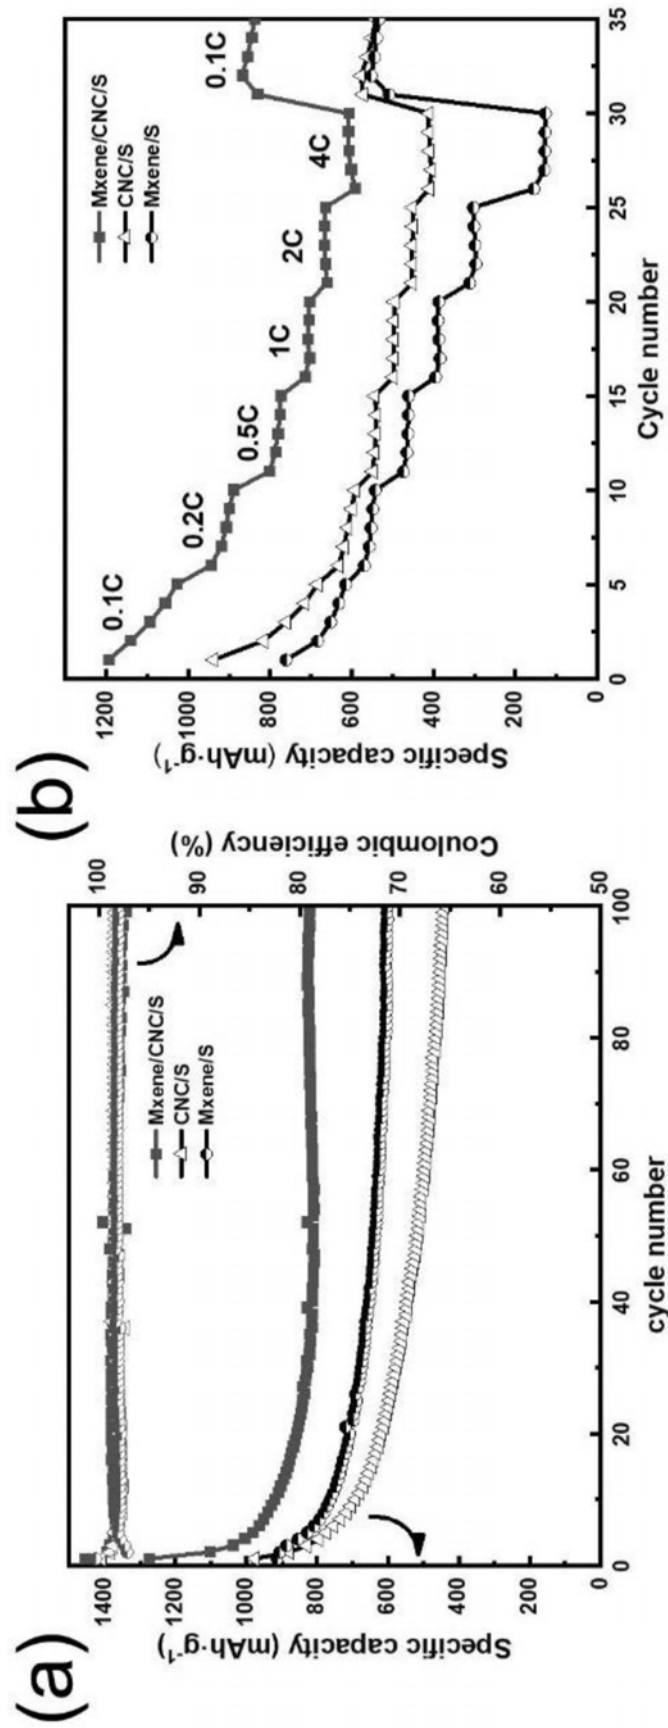 (a)
Specific capacity (mAh·g⁻¹)
1400
1200
1000
800
600
400
200
0
Mxene/CNC/S
CNC/S
Mxene/S
100
90
80
70
60
50
Coulombic efficiency (%)
0 20 40 60 80 100
cycle number
(b)
Specific capacity (mAh·g⁻¹)
1200
1000
800
600
400
200
0
0.1C
0.2C
0.5C
1C
2C
4C
0.1C
Mxene/CNC/S
CNC/S
Mxene/S
0 5 10 15 20 25 30 35
Cycle number